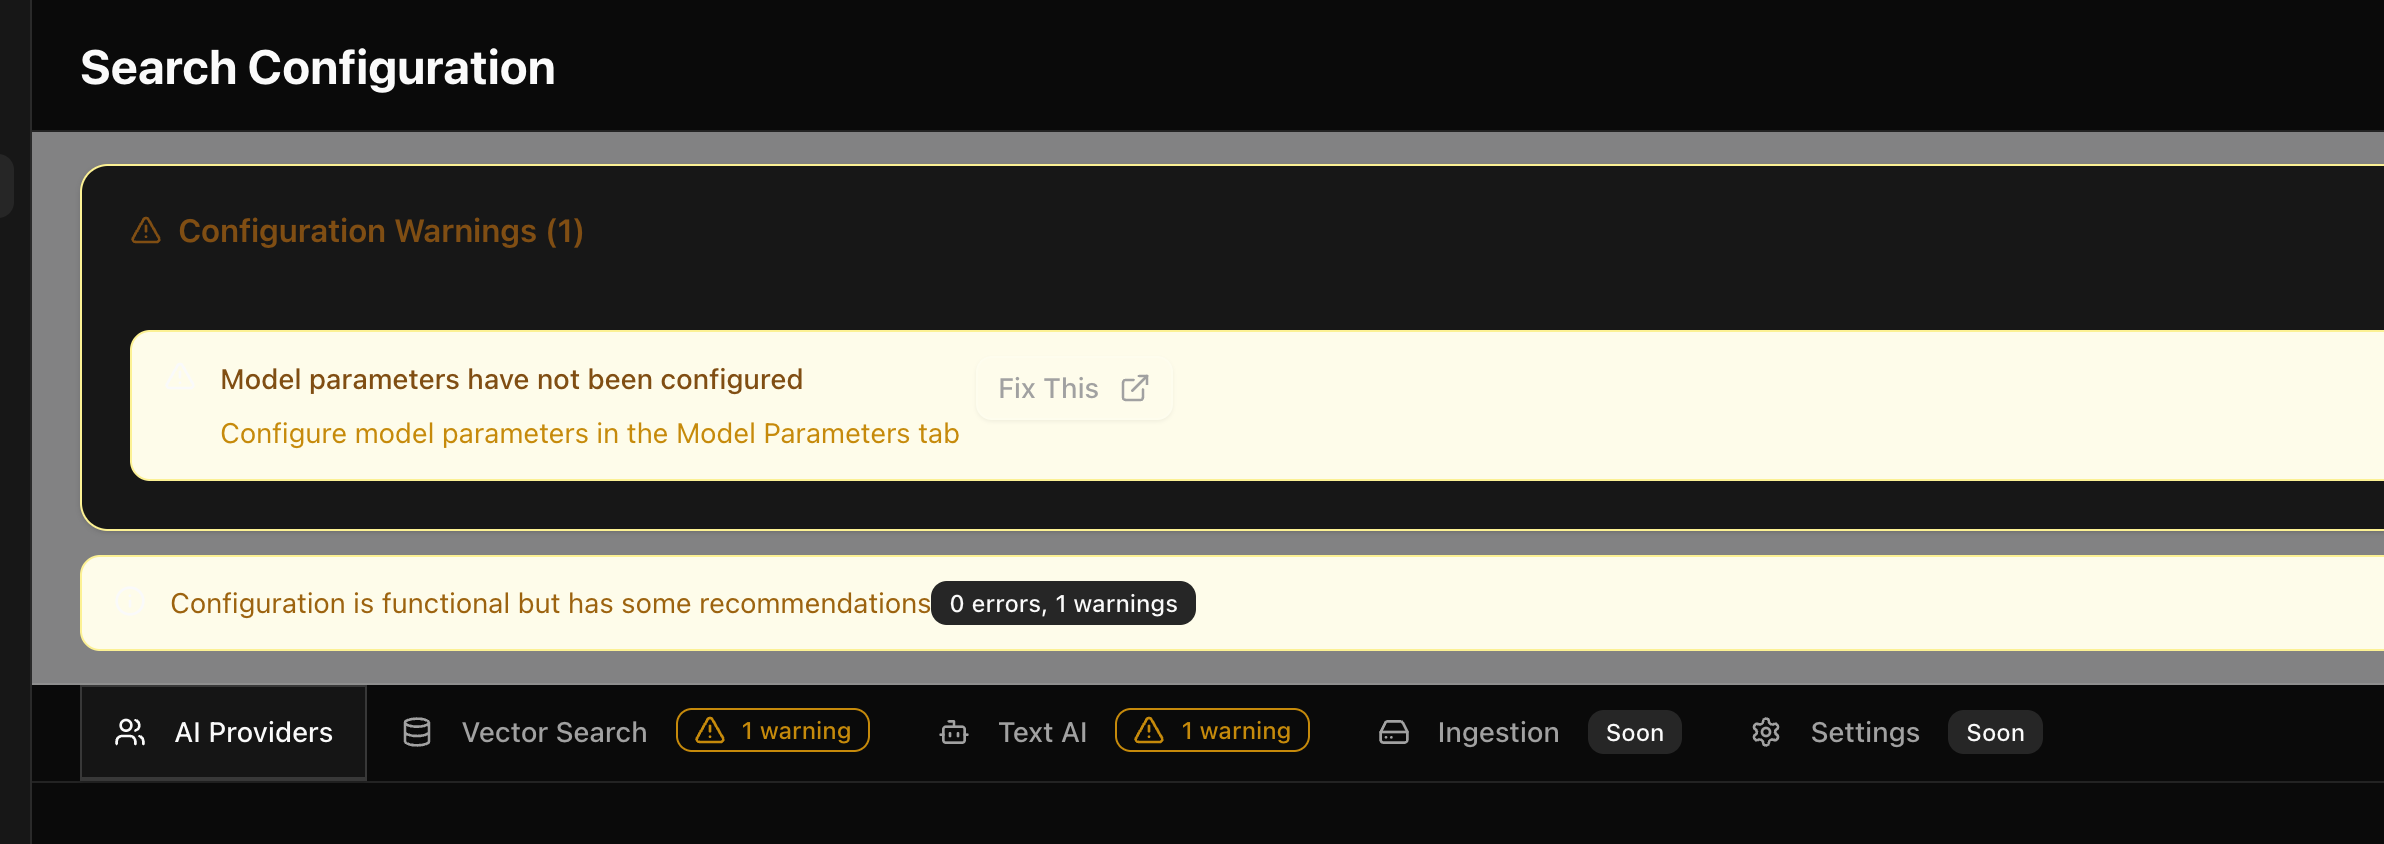 Search Configuration
Configuration Warnings (1)
Model parameters have not been configured
Fix This
Configure model parameters in the Model Parameters tab
Configuration is functional but has some recommendations 0 errors, 1 warnings
AI Providers Vector Search 1 warning Text AI 1 warning Ingestion Soon Settings Soon